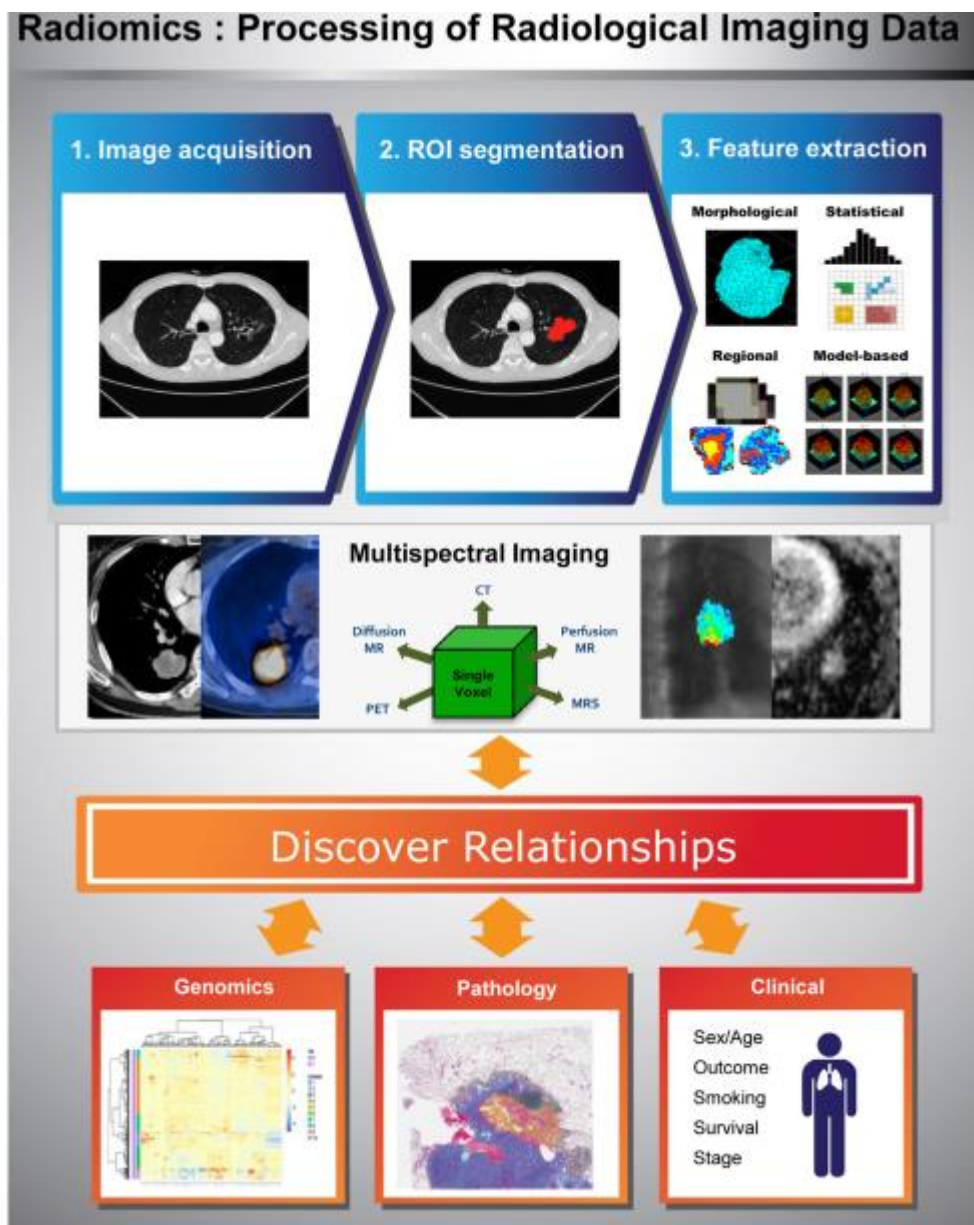 Radiomics : Processing of Radiological Imaging Data
1. Image acquisition
2. ROI segmentation
3. Feature extraction
Morphological
Statistical
Regional
Model-based
Multispectral Imaging
CT
Diffusion
MR
Perfusion
MR
Single
Voxel
PET
MRS
Discover Relationships
Genomics
Pathology
Clinical
Sex/Age
Outcome
Smoking
Survival
Stage